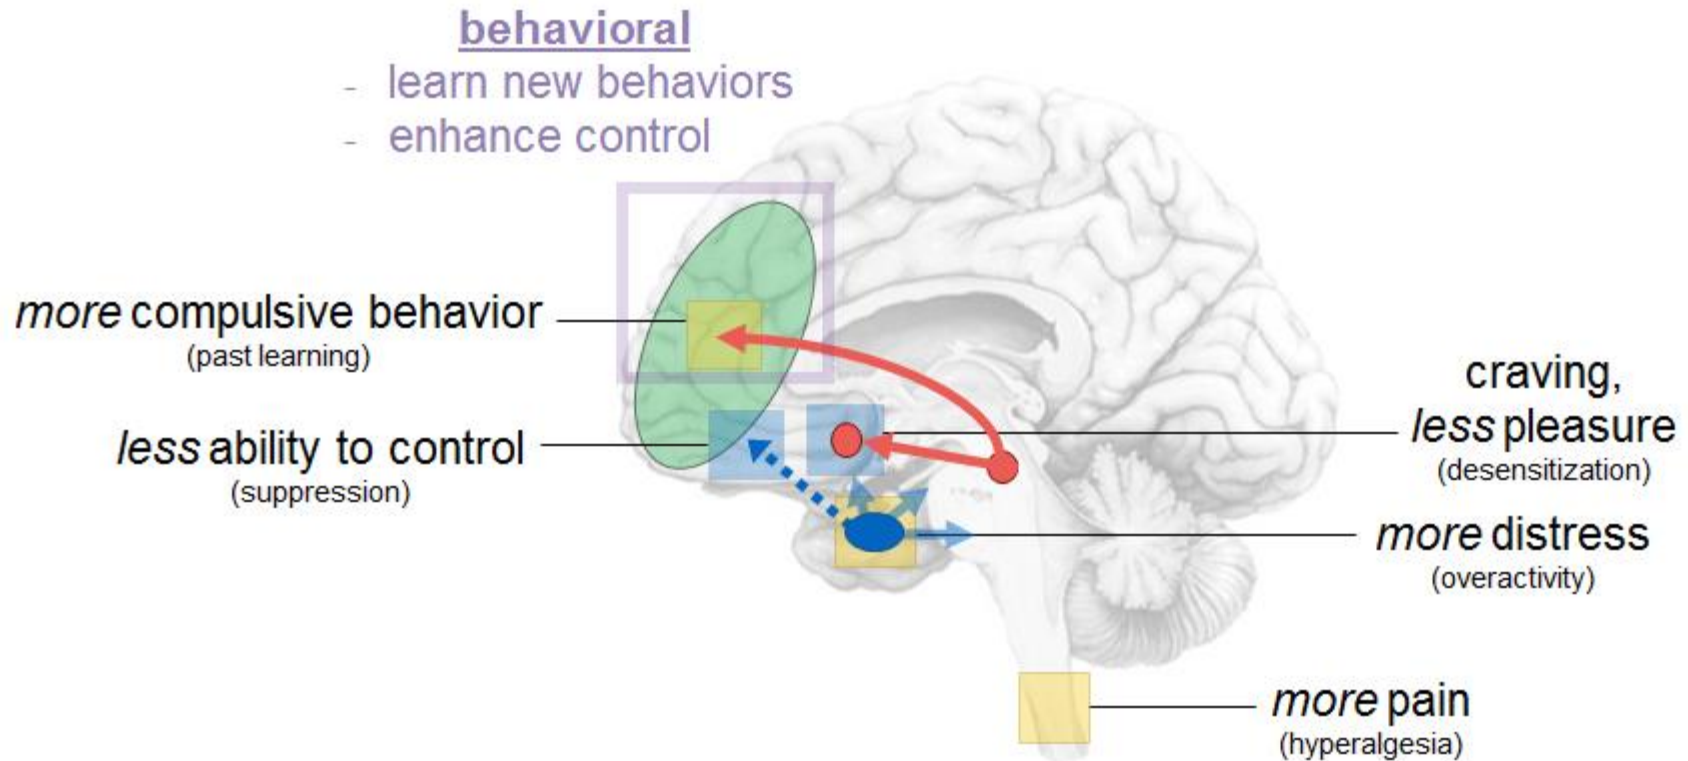 behavioral
- learn new behaviors
- enhance control
more compulsive behavior
(past learning)
less ability to control
(suppression)
craving,
less pleasure
(desensitization)
more distress
(overactivity)
more pain
(hyperalgesia)